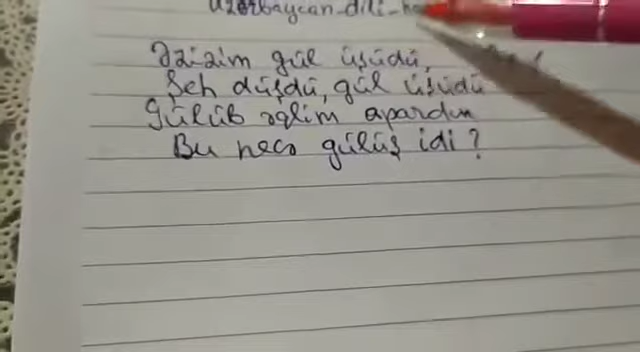 azərbaycan-dili-
Əzizim gül üşüdü,
Şeh düşdü, gül üşüdü
Gülüb əqlim apardın
Bu necə gülüş idi?